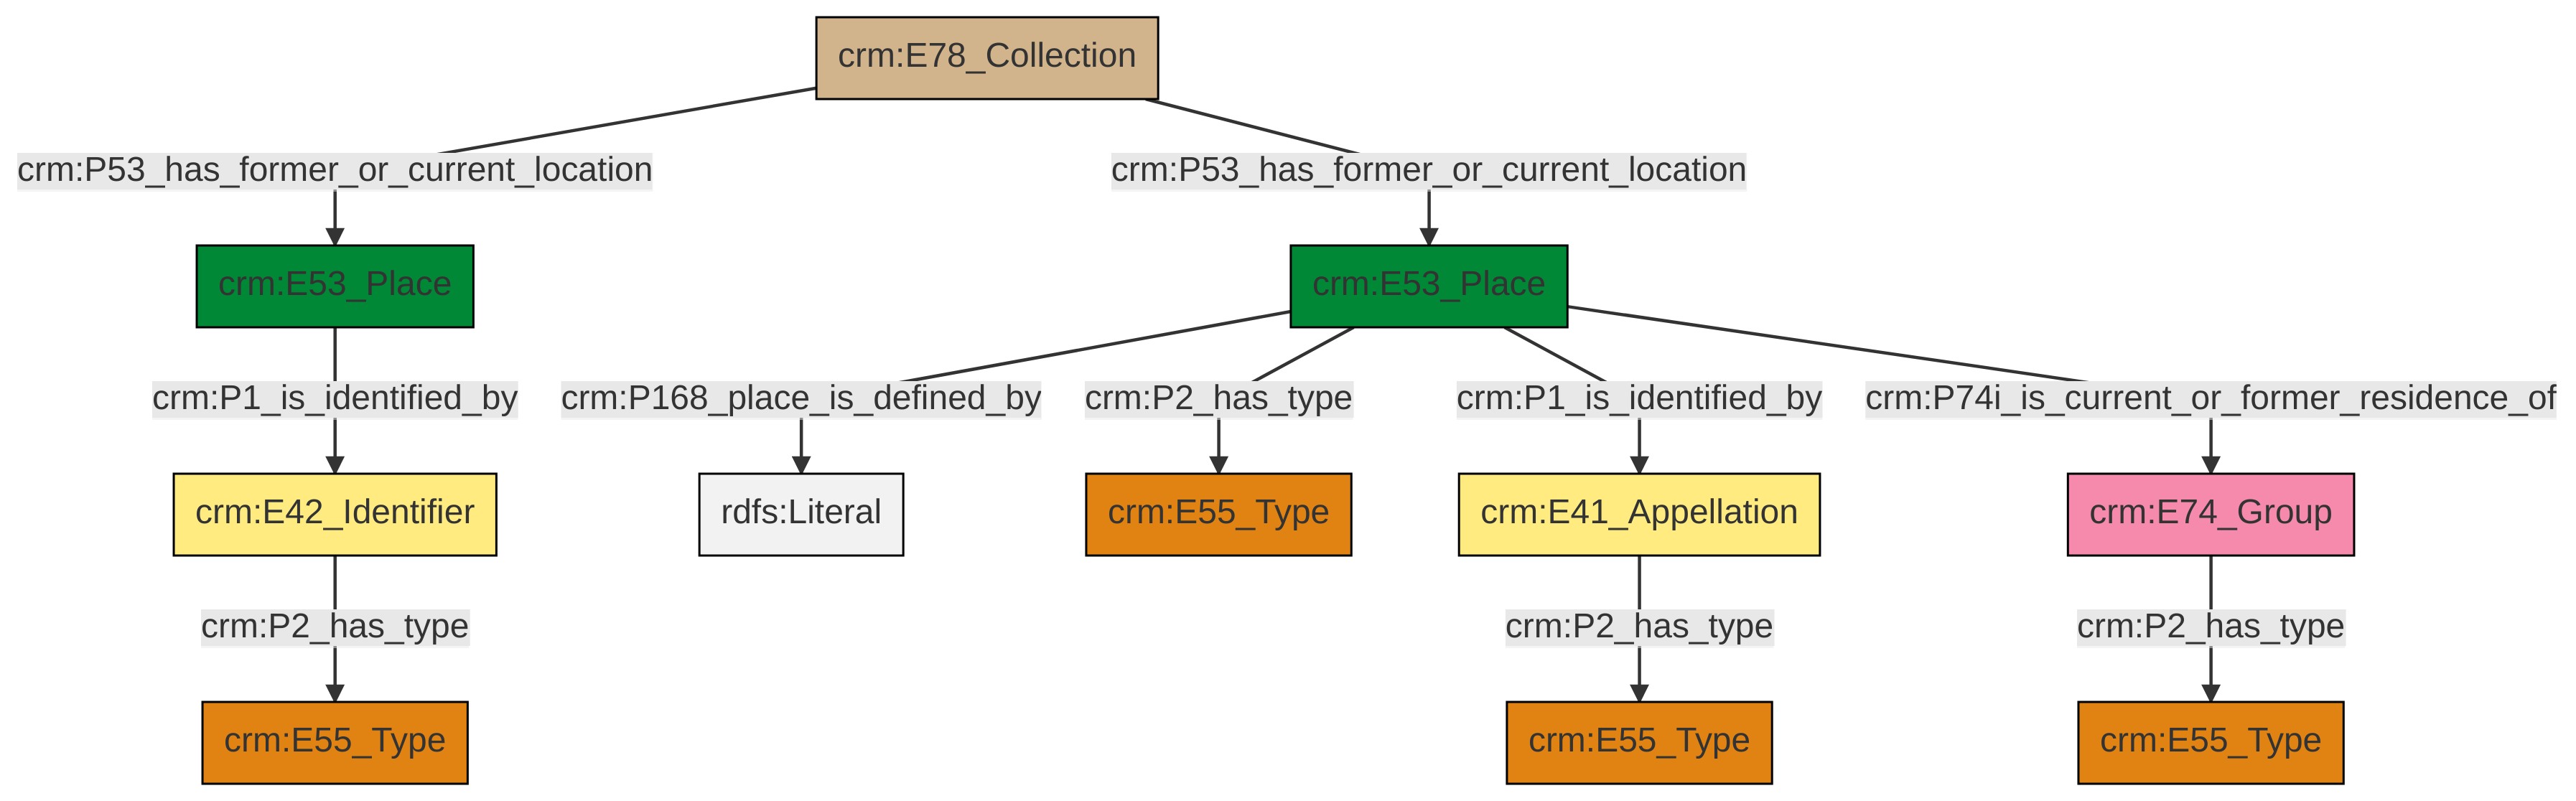 crm:E78_Collection
crm:P53_has_former_or_current_location
crm:P53_has_former_or_current_location
crm:E53_Place
crm:E53_Place
crm:P1_is_identified_by
crm:P168_place_is_defined_by
crm:P2_has_type
crm:P1_is_identified_by
crm:P74i_is_current_or_former_residence_of
crm:E42_Identifier
rdfs:Literal
crm:E55_Type
crm:E41_Appellation
crm:E74_Group
crm:P2_has_type
crm:P2_has_type
crm:P2_has_type
crm:E55_Type
crm:E55_Type
crm:E55_Type